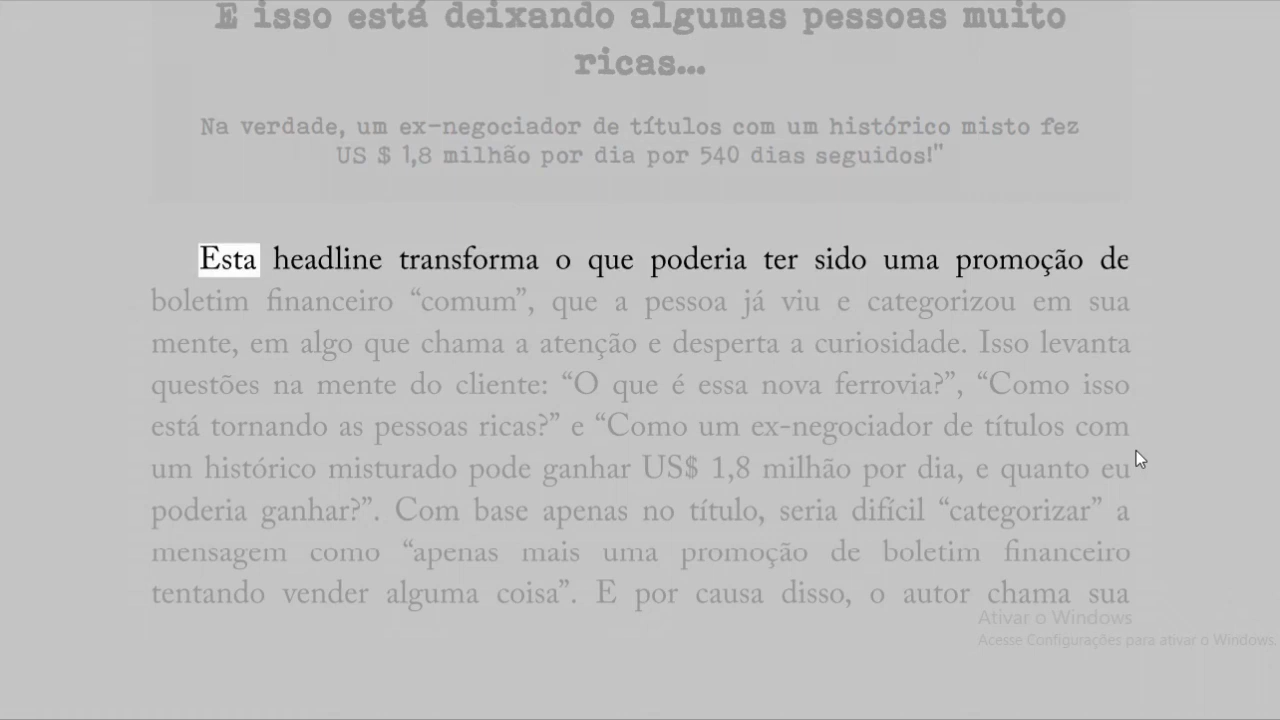 E isso está deixando algumas pessoas muito
ricas...
Na verdade, um ex-negociador de títulos com um histórico misto fez
US $ 1,8 milhão por dia por 540 dias seguidos!"
Esta headline transforma o que poderia ter sido uma promoção de
boletim financeiro “comum”, que a pessoa já viu e categorizou em sua
mente, em algo que chama a atenção e desperta a curiosidade. Isso levanta
questões na mente do cliente: “O que é essa nova ferrovia?”, “Como isso
está tornando as pessoas ricas?” e “Como um ex-negociador de títulos com
um histórico misturado pode ganhar US$ 1,8 milhão por dia, e quanto eu
poderia ganhar?”. Com base apenas no título, seria difícil “categorizar” a
mensagem como “apenas mais uma promoção de boletim financeiro
tentando vender alguma coisa”. E por causa disso, o autor chama sua
Ativar o Windows
Acesse Configurações para ativar o Windows.